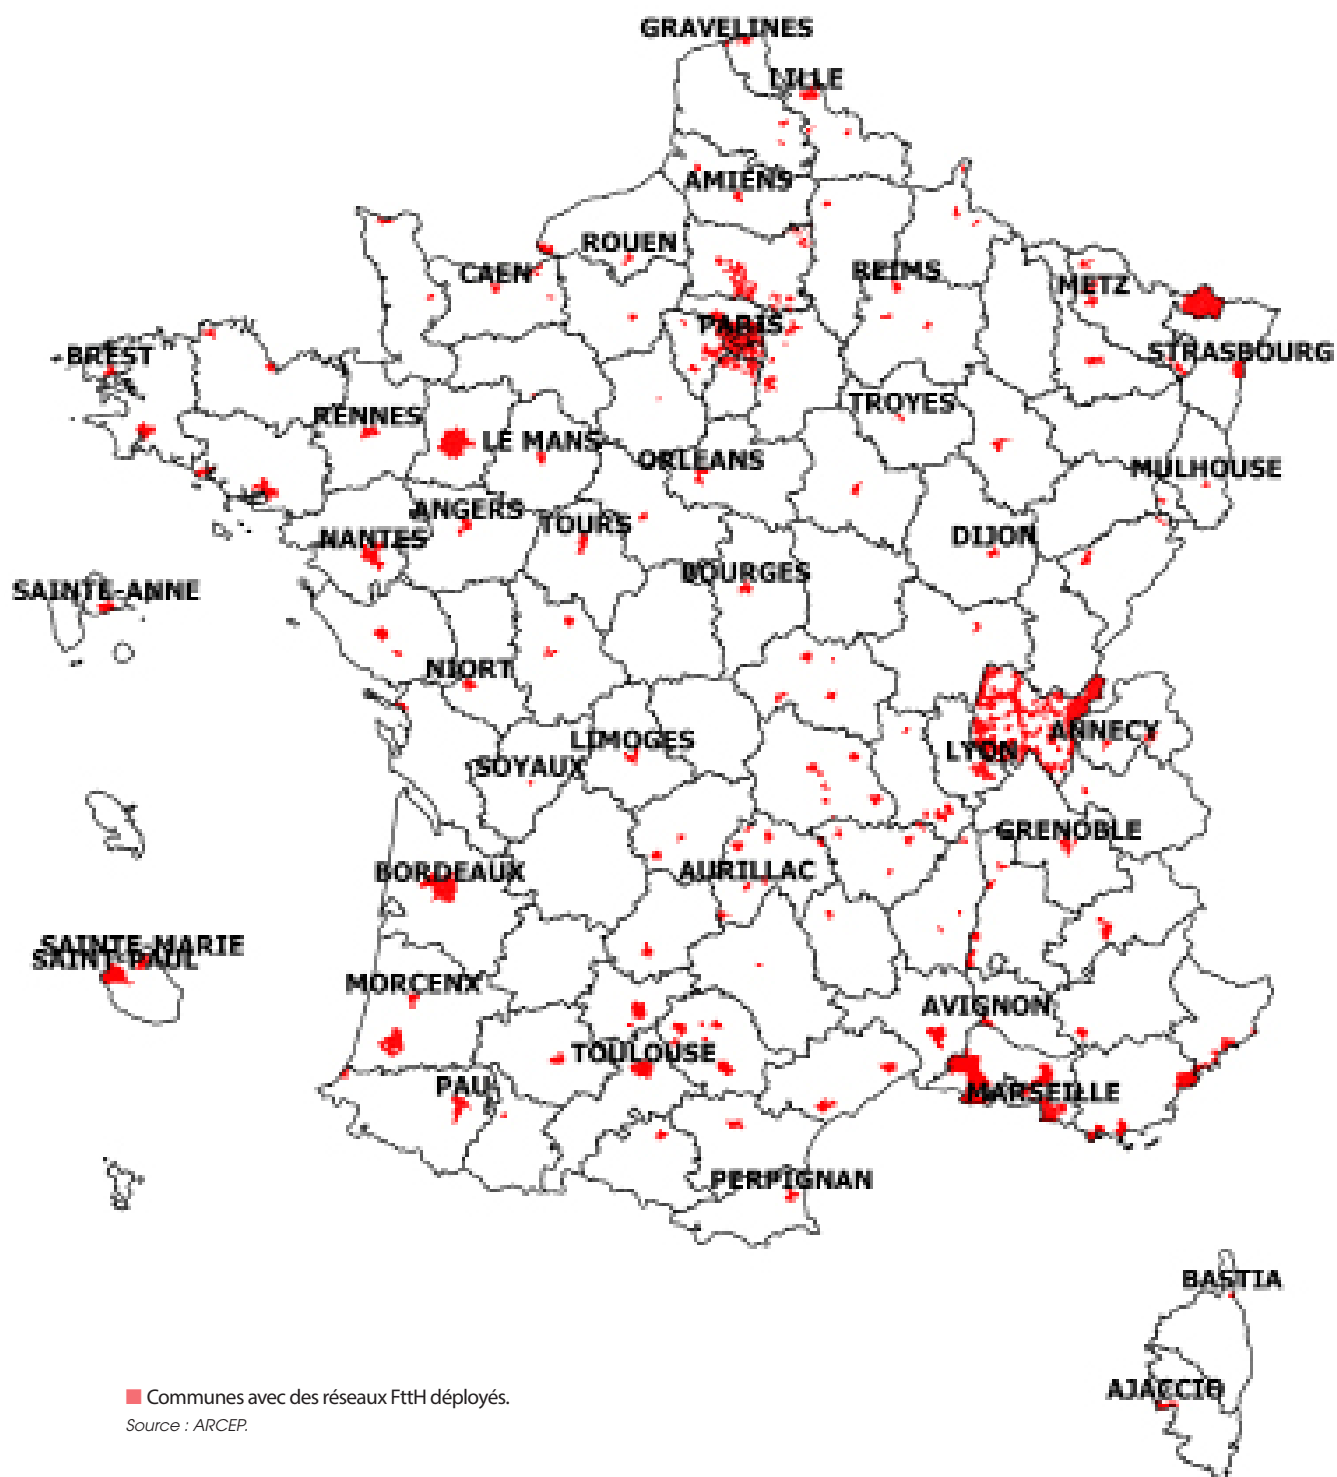 GRAVELINES
LILLE
AMIENS
ROUEN
CAEN
REIMS
METZ
PARIS
STRASBOURG
BREST
RENNES
TROYES
LE MANS
ORLEANS
MULHOUSE
ANGERS
TOURS
NANTES
DIJON
BOURGES
SAINTE-ANNE
NIORT
ANNECY
LIMOGES
LYON
SOYAUX
GRENOBLE
BORDEAUX
AURILLAC
SAINTE-MARIE
SAINT-PAUL
MORCENX
AVIGNON
TOULOUSE
PAU
MARSEILLE
PERPIGNAN
BASTIA
AJACCIO
Communes avec des réseaux FttH déployés.
Source : ARCEP.